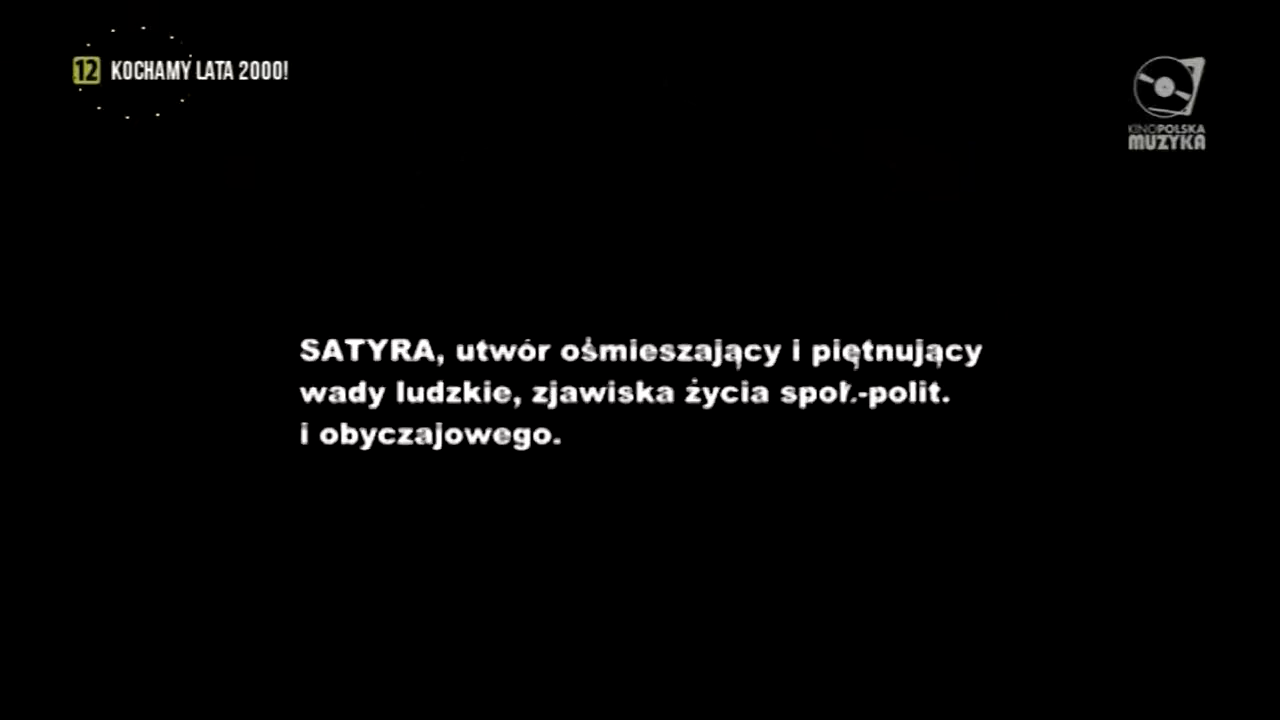 12 KOCHAMY LATA 2000!
KINOPOLSKA
MUZYKA
SATYRA, utwór ośmieszający i piętnujący
wady ludzkie, zjawiska życia społ.-polit.
i obyczajowego.